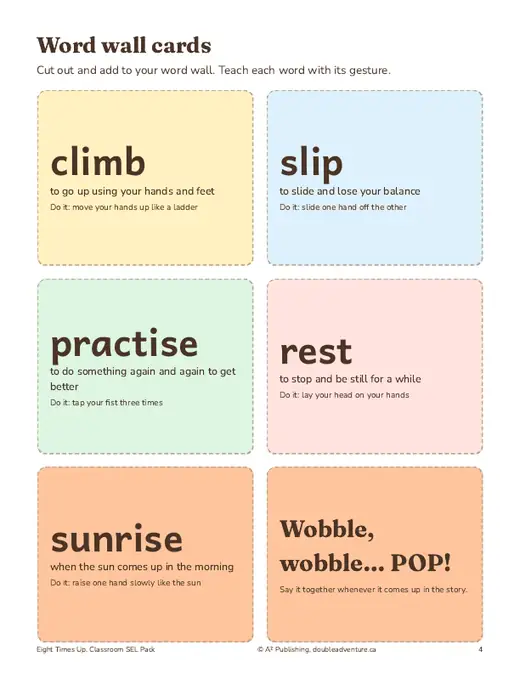 Word wall cards
Cut out and add to your word wall. Teach each word with its gesture.
climb
to go up using your hands and feet
Do it: move your hands up like a ladder
slip
to slide and lose your balance
Do it: slide one hand off the other
practise
to do something again and again to get
better
Do it: tap your fist three times
rest
to stop and be still for a while
Do it: lay your head on your hands
sunrise
when the sun comes up in the morning
Do it: raise one hand slowly like the sun
Wobble,
wobble... POP!
Say it together whenever it comes up in the story.
Eight Times Up, Classroom SEL Pack
© A² Publishing, doubleadventure.ca
4